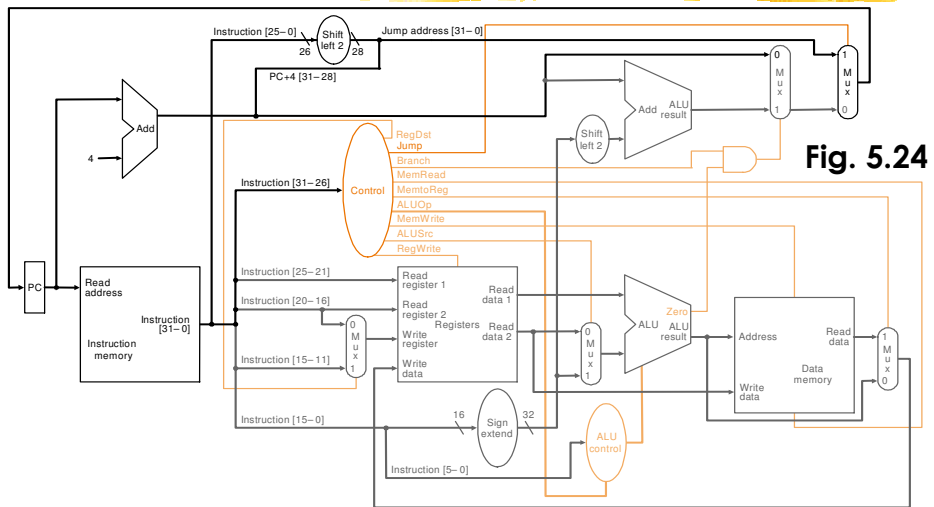 Instruction [25–0]
26
Shift
left 2
28
Jump address [31–0]
PC+4 [31–28]
Add
4
Add
ALU
result
0
M
u
x
1
1
M
u
x
0
Shift
left 2
Fig. 5.24
RegDst
Jump
Branch
MemRead
MemtoReg
ALUOp
MemWrite
ALUSrc
RegWrite
Control
Instruction [31–26]
PC
Read
address
Instruction
[31–0]
Instruction
memory
Instruction [25–21]
Instruction [20–16]
Instruction [15–11]
Instruction [15–0]
0
M
u
x
1
Read
register 1
Read
register 2
Registers
Write
register
Write
data
Read
data 1
Read
data 2
0
M
u
x
1
Zero
ALU
ALU
result
Address
Read
data
Data
memory
Write
data
1
M
u
x
0
16
Sign
extend
32
ALU
control
Instruction [5–0]